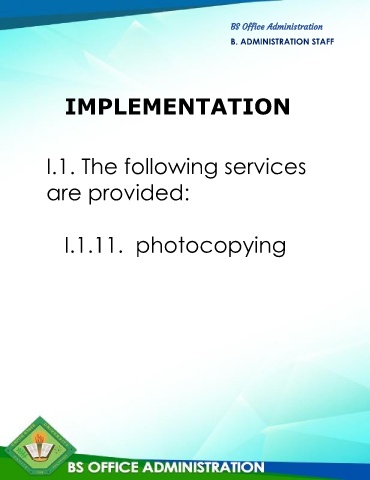 BS Office Administration
B. ADMINISTRATION STAFF
IMPLEMENTATION
I.1. The following services
are provided:
I.1.11. photocopying
BS OFFICE ADMINISTRATION